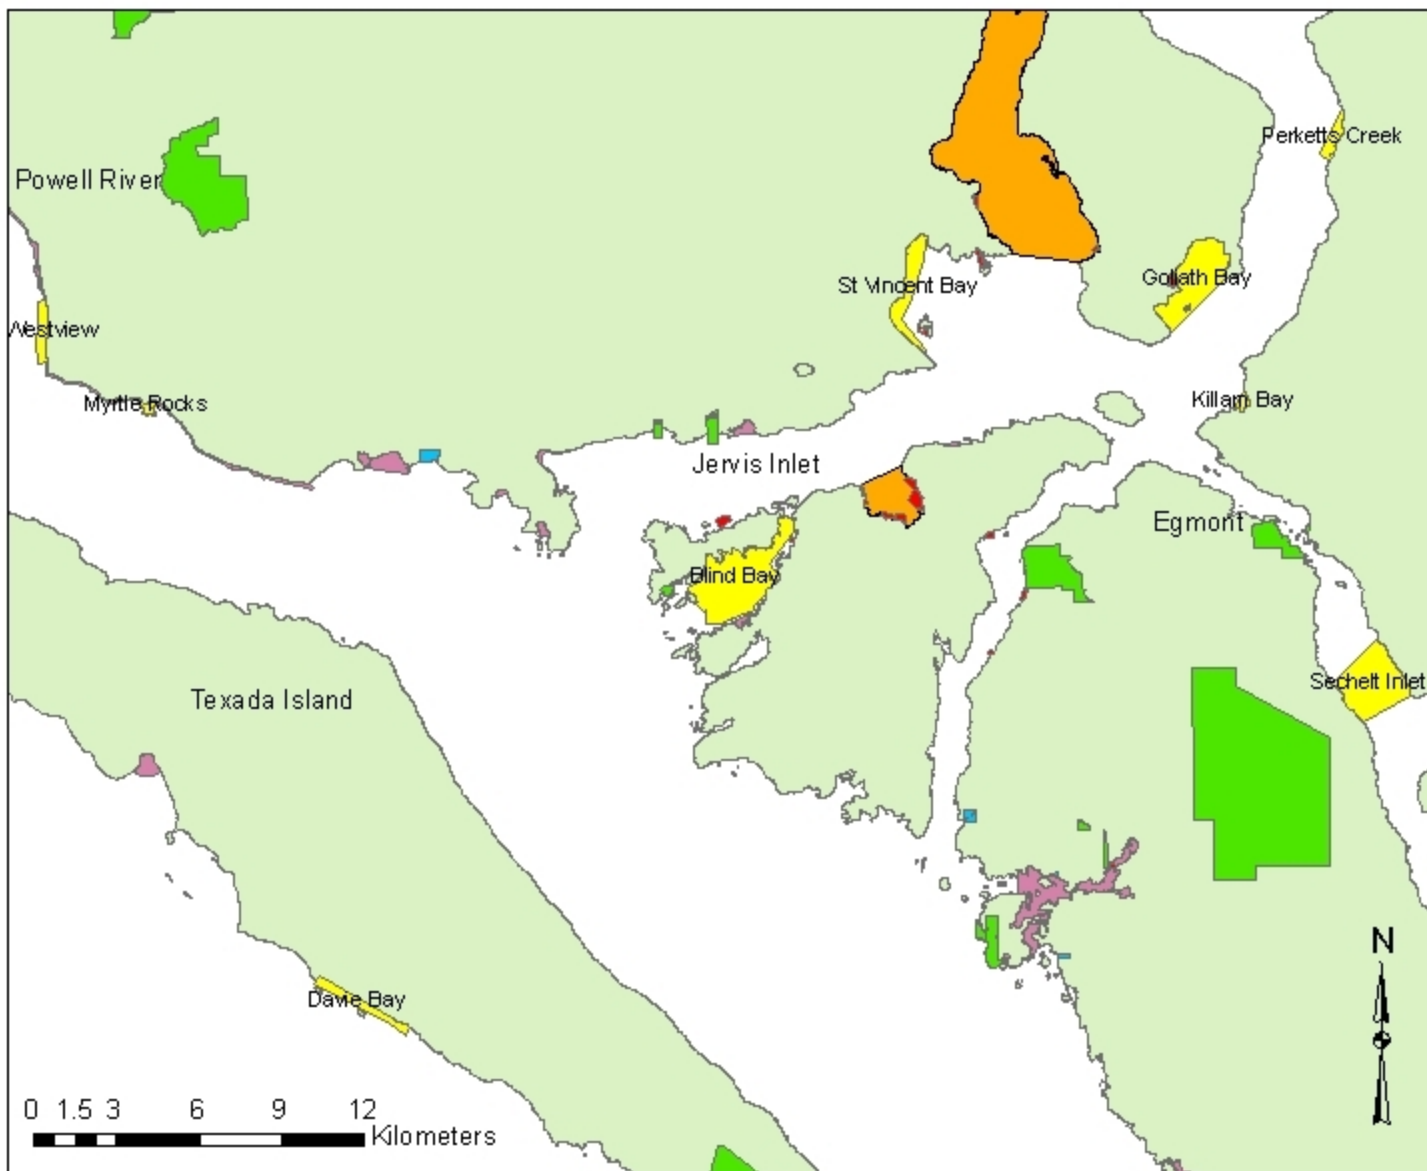 Perketts Creek
Powell River
Goliath Bay
St Vincent Bay
Westview
Killam Bay
Myrtle Rocks
Jervis Inlet
Egmont
Blind Bay
Sechelt Inlet
Texada Island
N
Davie Bay
0 1.5 3 6 9 12
Kilometers